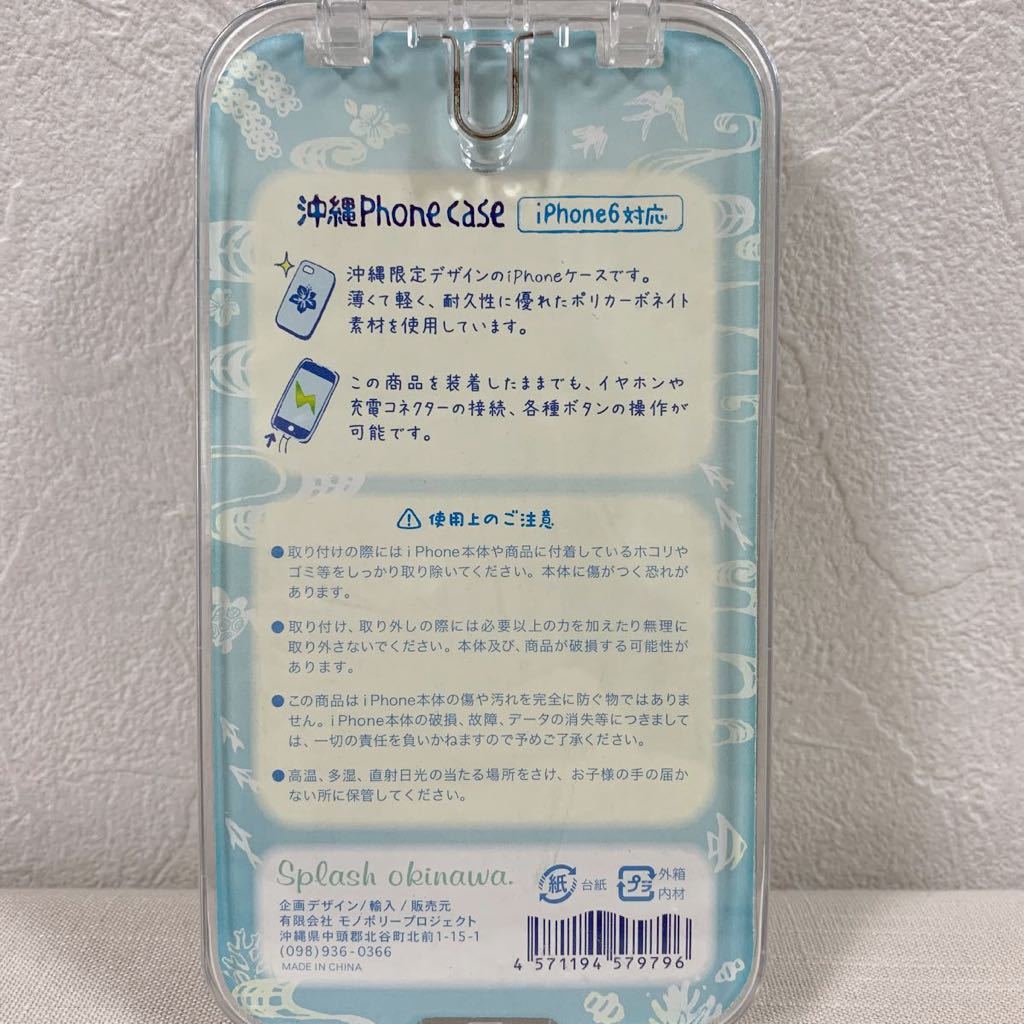 沖縄Phone case iPhone6対応
沖縄限定デザインのiPhoneケースです。
薄くて軽く、耐久性に優れたポリカーボネイト
素材を使用しています。
この商品を装着したままでも、イヤホンや
充電コネクターの接続、各種ボタンの操作が
可能です。
使用上のご注意
●取り付けの際にはiPhone本体や商品に付着しているホコリや
ゴミ等をしっかり取り除いてください。本体に傷がつく恐れが
あります。
●取り付け、取り外しの際には必要以上の力を加えたり無理に
取り外さないでください。本体及び、商品が破損する可能性が
あります。
●この商品はiPhone本体の傷や汚れを完全に防ぐ物ではありま
せん。iPhone本体の破損、故障、データの消失等につきまして
は、一切の責任を負いかねますので予めご了承ください。
●高温、多湿、直射日光の当たる場所をさけ、お子様の手の届か
ない所に保管してください。
Splash okinawa.
企画デザイン/輸入/販売元
有限会社 モノポリープロジェクト
沖縄県中頭郡北谷町北前1-15-1
(098)936-0366
MADE IN CHINA
紙 台紙
プラ 外箱
内材
4 571194 579796